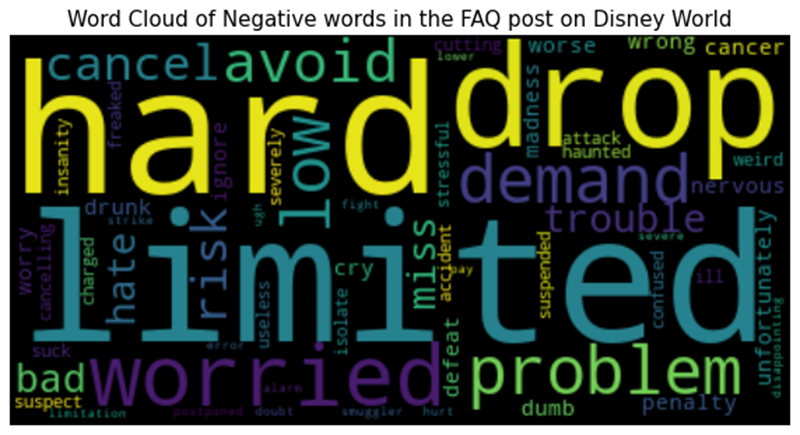 Word Cloud of Negative words in the FAQ post on Disney World
cutting
worse
wrong
cancer
cancel
avoid
lower
hard
drop
freaked
insanity
ignore
severely
low
stressful
madness
attack
haunted
weird
demand
nervous
drunk
strike
ugh
fight
trouble
severe
limited
worry
cancelling
charged
hate
risk
useless
cry
isolate
miss
accident
bay
suspended
confused
ill
unfortunately
disappointing
suck
error
worried
alarm
defeat
problem
bad
suspect
limitation
postponed
doubt
smuggler
hurt
dumb
penalty